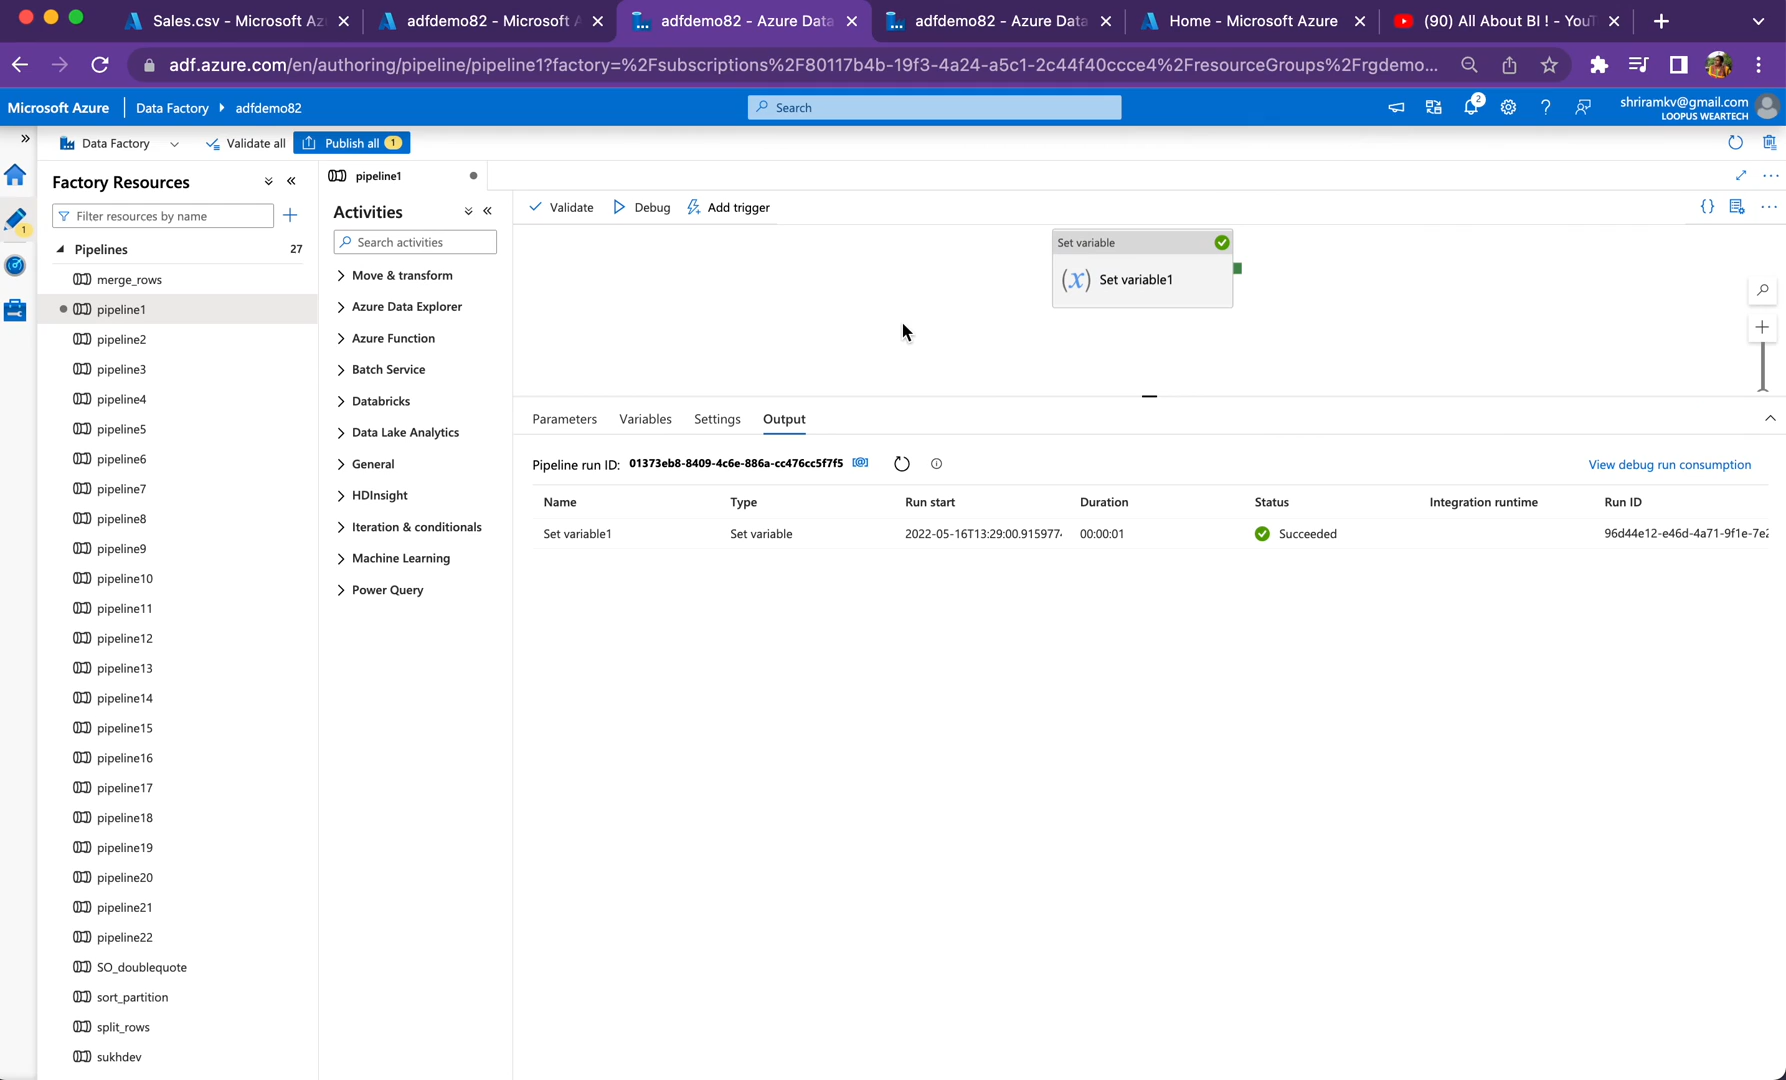 Sales.csv - Microsoft Az
adfdemo82 - Microsoft A
adfdemo82 - Azure Data
adfdemo82 - Azure Data
Home - Microsoft Azure
(90) All About BI ! - YouT
adf.azure.com/en/authoring/pipeline/pipeline1?factory=%2Fsubscriptions%2F80117b4b-19f3-4a24-a5c1-2c44f40ccce4%2FresourceGroups%2Frgdemo...
Microsoft Azure
Data Factory
adfdemo82
Search
2
shriramkv@gmail.com
LOOPUS WEARTECH
Data Factory
Validate all
Publish all 1
1
Factory Resources
Filter resources by name
Pipelines 27
merge_rows
pipeline1
pipeline2
pipeline3
pipeline4
pipeline5
pipeline6
pipeline7
pipeline8
pipeline9
pipeline10
pipeline11
pipeline12
pipeline13
pipeline14
pipeline15
pipeline16
pipeline17
pipeline18
pipeline19
pipeline20
pipeline21
pipeline22
SO_doublequote
sort_partition
split_rows
sukhdev
pipeline1
Activities
Search activities
Move & transform
Azure Data Explorer
Azure Function
Batch Service
Databricks
Data Lake Analytics
General
HDInsight
Iteration & conditionals
Machine Learning
Power Query
Validate
Debug
Add trigger
Set variable
(x) Set variable1
Parameters
Variables
Settings
Output
Pipeline run ID: 01373eb8-8409-4c6e-886a-cc476cc5f7f5 [@]
View debug run consumption
Name Type Run start Duration Status Integration runtime Run ID
Set variable1 Set variable 2022-05-16T13:29:00.915977 00:00:01 Succeeded 96d44e12-e46d-4a71-9f1e-7e2